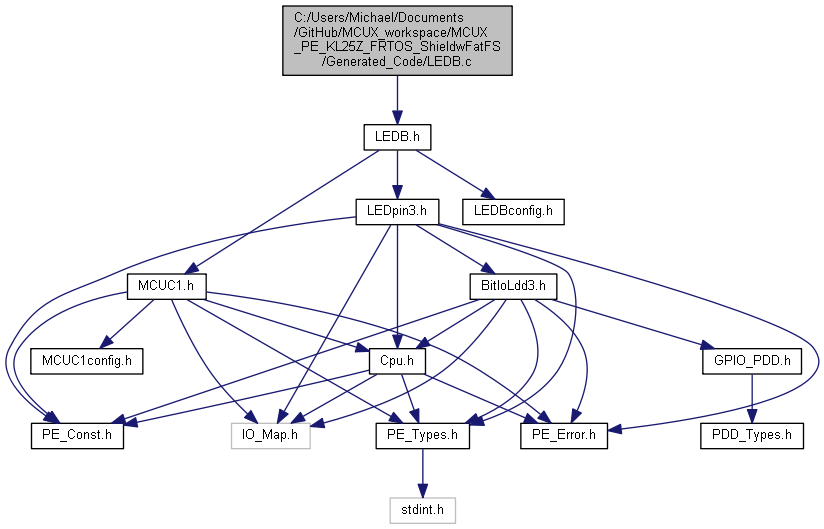 C:/Users/Michael/Documents
/GitHub/MCUX_workspace/MCUX
_PE_KL25Z_FRTOS_ShieldwFatFS
/Generated_Code/LEDB.c
LEDB.h
LEDpin3.h
LEDBconfig.h
MCUC1.h
BitIoLdd3.h
MCUC1config.h
Cpu.h
GPIO_PDD.h
PE_Const.h
IO_Map.h
PE_Types.h
PE_Error.h
PDD_Types.h
stdint.h